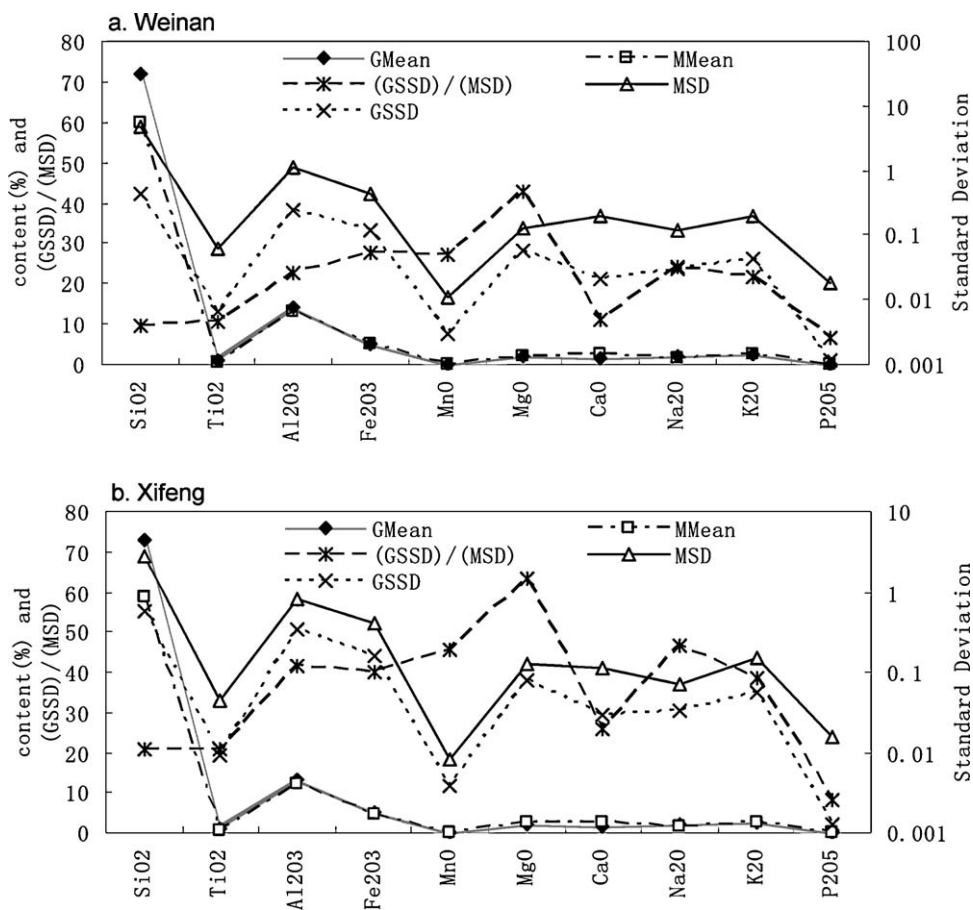 a. Weinan
80
70
60
50
40
30
20
10
0
content(%) and
(GSSD)/(MSD)
GMean
MMean
(GSSD)/(MSD)
MSD
GSSD
100
10
1
0.1
0.01
0.001
Standard Deviation
SiO2
TiO2
Al2O3
Fe2O3
MnO
MgO
CaO
Na2O
K2O
P2O5
b. Xifeng
80
70
60
50
40
30
20
10
0
content(%) and
(GSSD)/(MSD)
GMean
MMean
(GSSD)/(MSD)
MSD
GSSD
10
1
0.1
0.01
0.001
Standard Deviation
SiO2
TiO2
Al2O3
Fe2O3
MnO
MgO
CaO
Na2O
K2O
P2O5